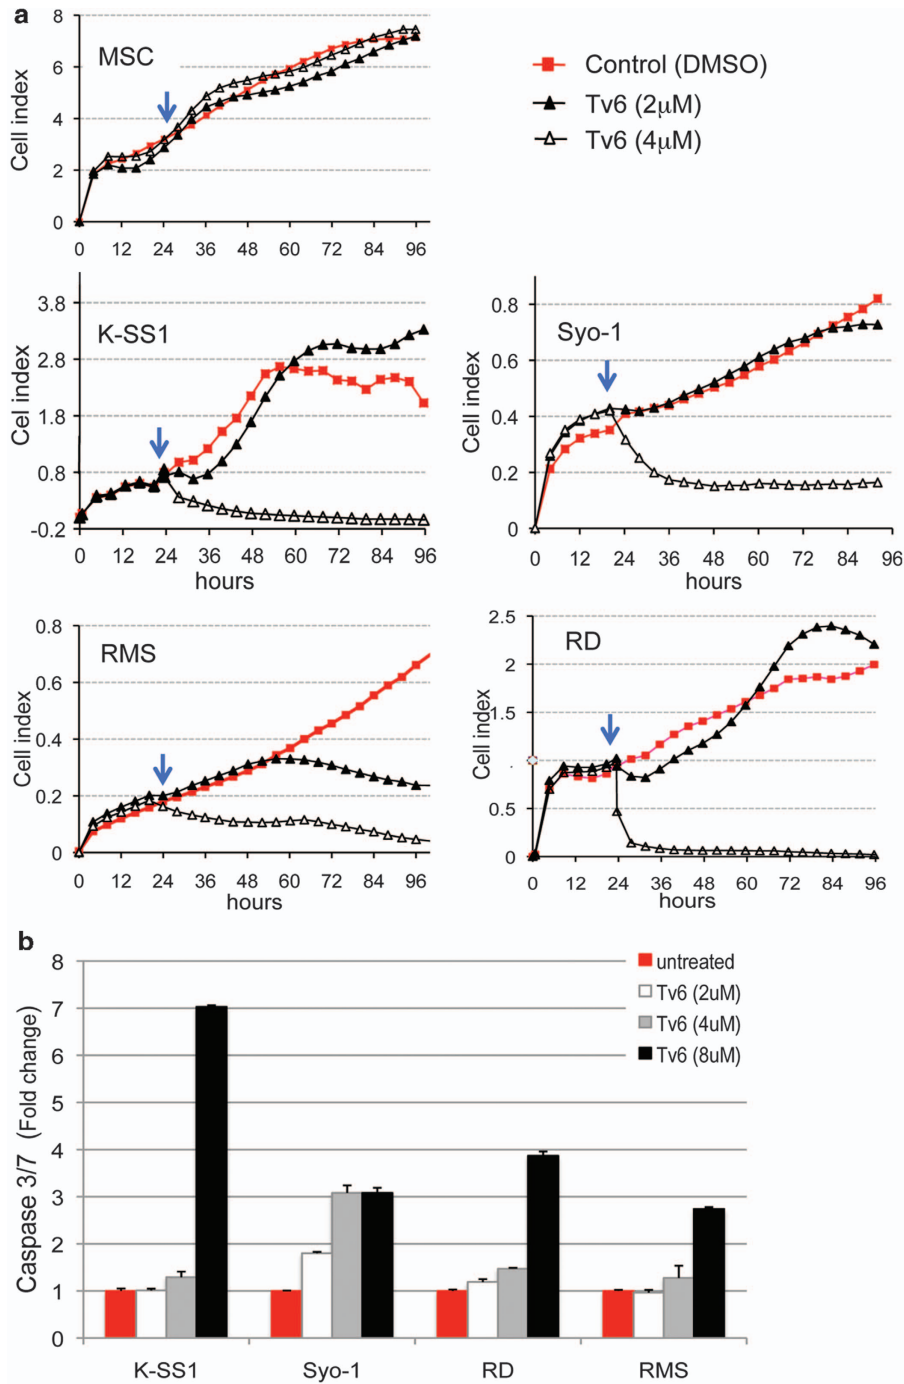 a
MSC
Control (DMSO)
Tv6 (2μM)
Tv6 (4μM)
Cell index
8
6
4
2
0
0 12 24 36 48 60 72 84 96
K-SS1
Cel index
3.8
2.8
1.8
0.8
-0.2
0 12 24 36 48 60 72 84 96
hours
Syo-1
Cell index
0.8
0.6
0.4
0.2
0
0 12 24 36 48 60 72 84 96
hours
RMS
Cell index
0.8
0.6
0.4
0.2
0
0 12 24 36 48 60 72 84 96
hours
RD
Cell index
2.5
2
1.5
0.5
0
0 12 24 36 48 60 72 84 96
hours
b
untreated
Tv6 (2uM)
Tv6 (4uM)
Tv6 (8uM)
Caspase 3/7 (Fold change)
8
7
6
5
4
3
2
1
0
K-SS1 Syo-1 RD RMS